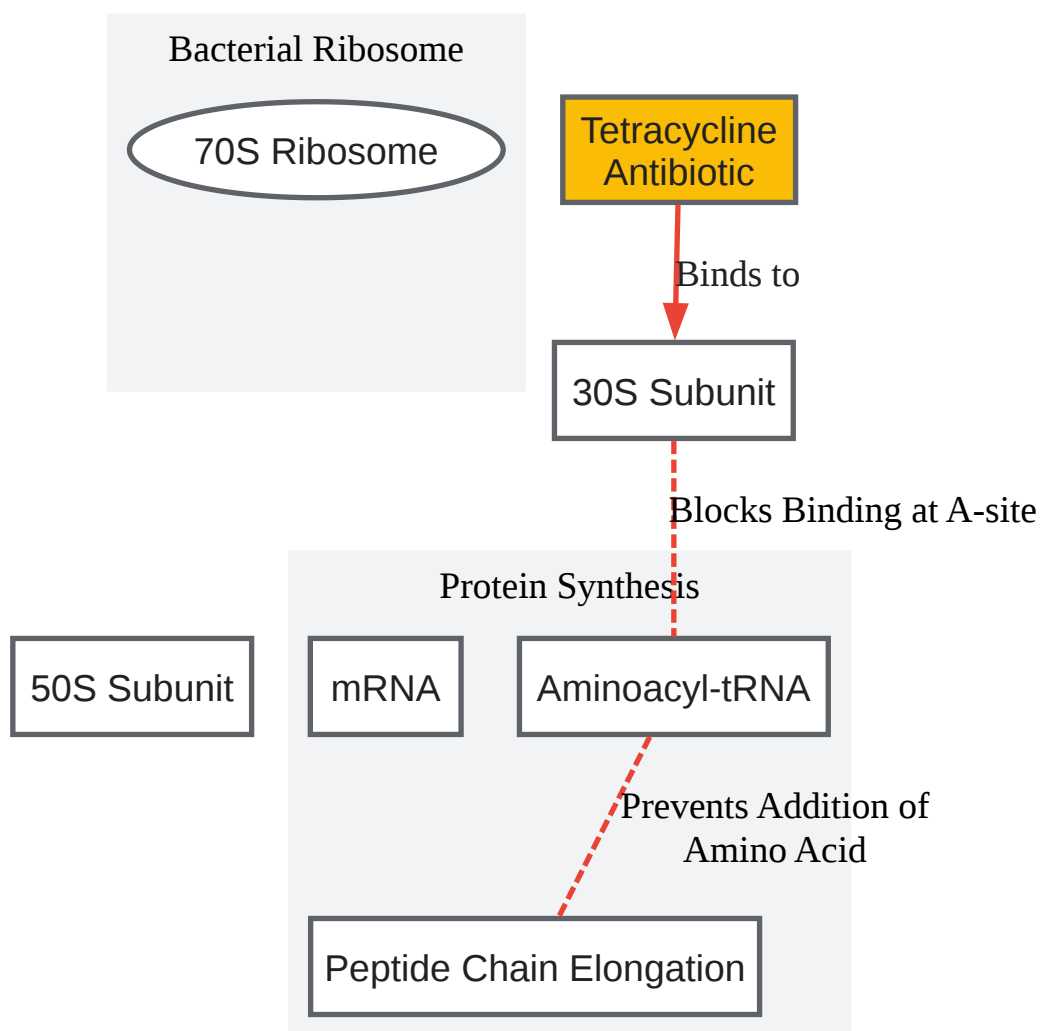 Bacterial Ribosome
70S Ribosome
Tetracycline
Antibiotic
Binds to
30S Subunit
Blocks Binding at A-site
Protein Synthesis
50S Subunit
mRNA
Aminoacyl-tRNA
Prevents Addition of
Amino Acid
Peptide Chain Elongation